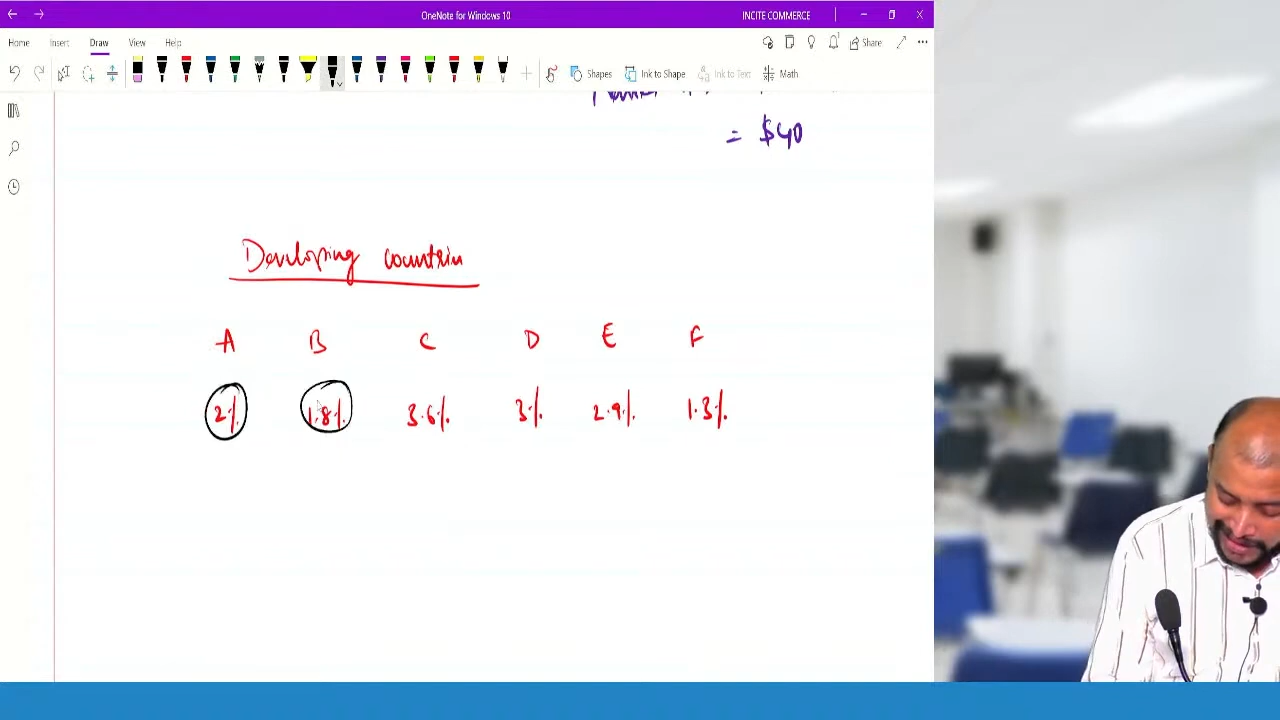 OneNote for Windows 10
INCITE COMMERCE
Home Insert Draw View Help
Share
Shapes Ink to Shape Ink to Text Math
= $40
Developing countries
A B C D E F
2% 1.8% 3.6% 3% 2.9% 1.3%